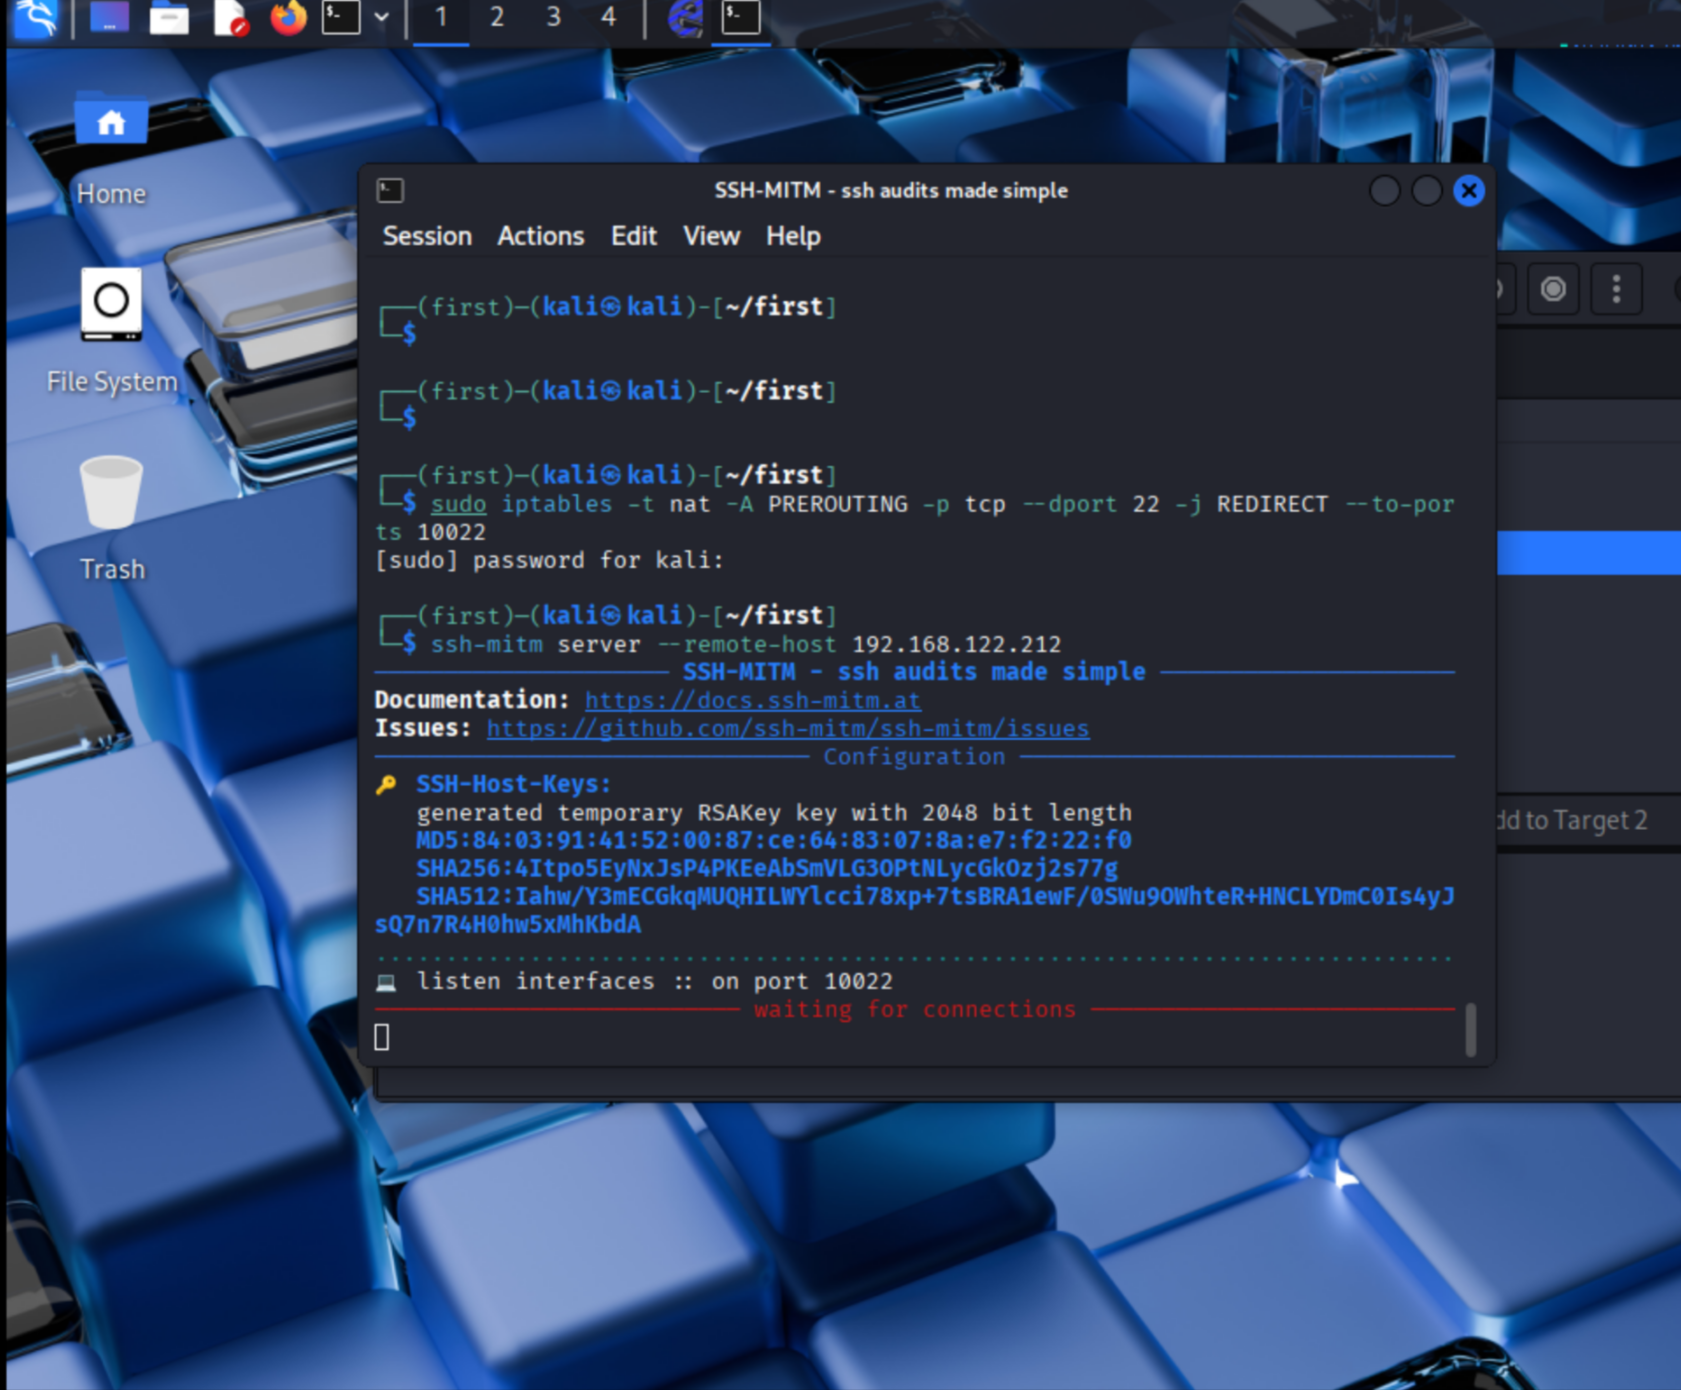 1 2 3 4
Home
File System
Trash
SSH-MITM - ssh audits made simple
Session Actions Edit View Help
┌──(first)─(kali㉿kali)-[~/first]
└─$
┌──(first)─(kali㉿kali)-[~/first]
└─$
┌──(first)─(kali㉿kali)-[~/first]
└─$ sudo iptables -t nat -A PREROUTING -p tcp --dport 22 -j REDIRECT --to-por
ts 10022
[sudo] password for kali:
┌──(first)─(kali㉿kali)-[~/first]
└─$ ssh-mitm server --remote-host 192.168.122.212
SSH-MITM - ssh audits made simple
Documentation: https://docs.ssh-mitm.at
Issues: https://github.com/ssh-mitm/ssh-mitm/issues
Configuration
🔑 SSH-Host-Keys:
generated temporary RSAKey key with 2048 bit length
MD5:84:03:91:41:52:00:87:ce:64:83:07:8a:e7:f2:22:f0
SHA256:4Itpo5EyNxJsP4PKEeAbSmVLG3OPtNLycGkOzj2s77g
SHA512:Iahw/Y3mECGkqMUQHILWYlcci78xp+7tsBRA1ewF/0SWu9OWhteR+HNCLYDmC0Is4yJ
sQ7n7R4H0hw5xMhKbdA
💻 listen interfaces :: on port 10022
waiting for connections
dd to Target 2